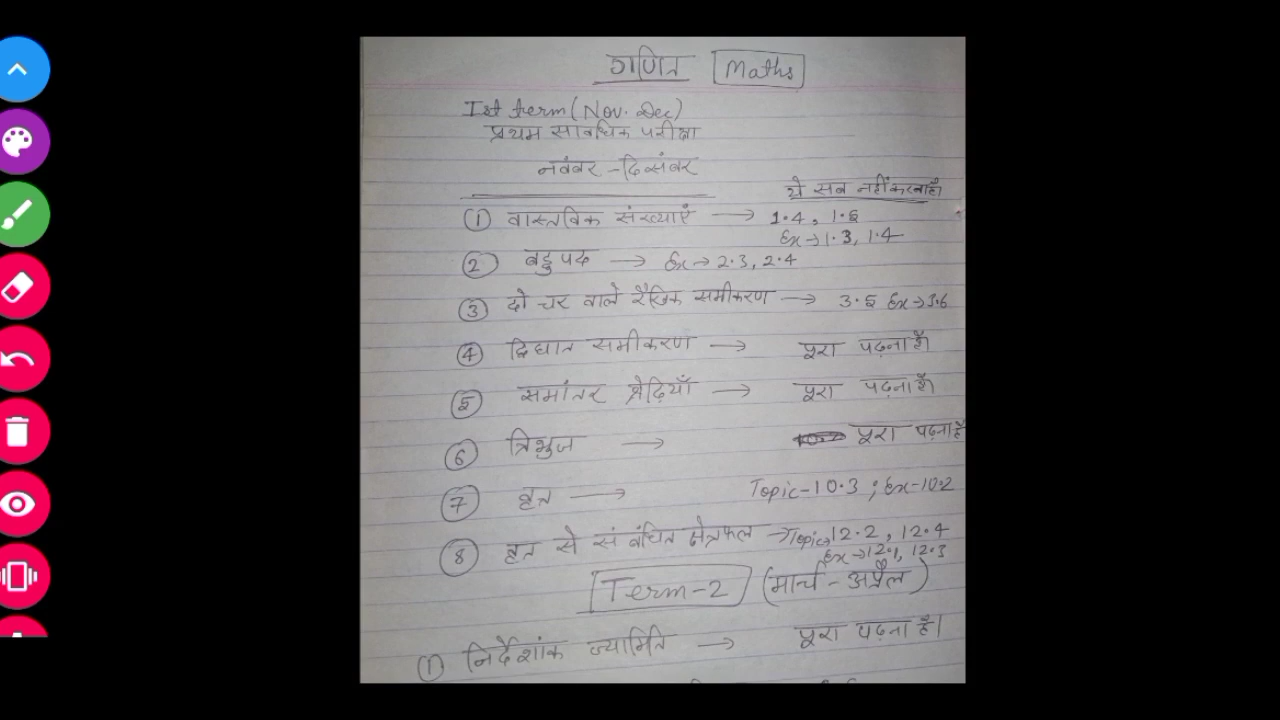 गणित Maths
Ist term (Nov. Dec)
प्रथम सावधिक परीक्षा
नवंबर - दिसंबर
ये सब नहीं करना है।
① वास्तविक संख्याएं → 1.4, 1.5
Ex → 1.3, 1.4
② बहुपद → Ex → 2.3, 2.4
③ दो चर वाले रैखिक समीकरण → 3.5 Ex → 3.6
④ द्विघात समीकरण → पूरा पढ़ना है।
⑤ समांतर श्रेढ़ियाँ → पूरा पढ़ना है।
⑥ त्रिभुज → पूरा पढ़ना है
⑦ वृत्त → Topic-10.3 ; Ex-10.2
⑧ वृत्त से संबंधित क्षेत्रफल → Topic→12.2, 12.4
Ex → 12.1, 12.3
Term-2 (मार्च - अप्रैल)
① निर्देशांक ज्यामिति → पूरा पढ़ना है।